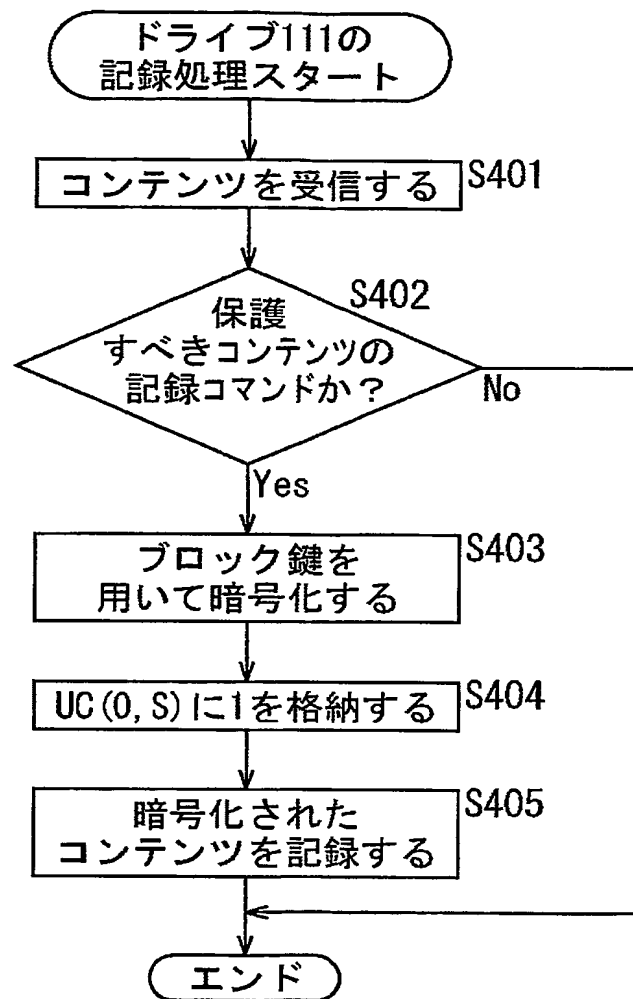 ドライブ111の
記録処理スタート
コンテンツを受信する
S401
S402
保護
すべきコンテンツの
記録コマンドか？
No
Yes
ブロック鍵を
用いて暗号化する
S403
UC(0,S)に1を格納する
S404
暗号化された
コンテンツを記録する
S405
エンド